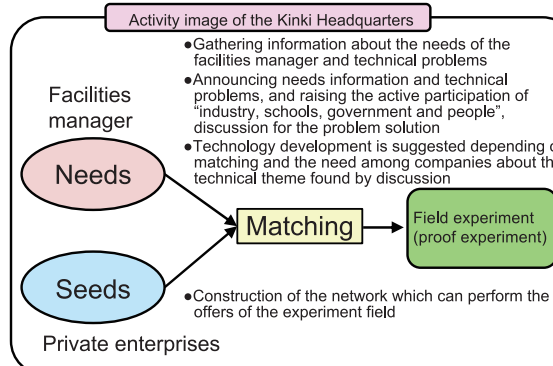 Activity image of the Kinki Headquarters
●Gathering information about the needs of the
facilities manager and technical problems
●Announcing needs information and technical
problems, and raising the active participation of
“industry, schools, government and people”,
discussion for the problem solution
●Technology development is suggested depending o
matching and the need among companies about th
technical theme found by discussion
Facilities
manager
Needs
Matching
Field experiment
(proof experiment)
Seeds
●Construction of the network which can perform the
offers of the experiment field
Private enterprises